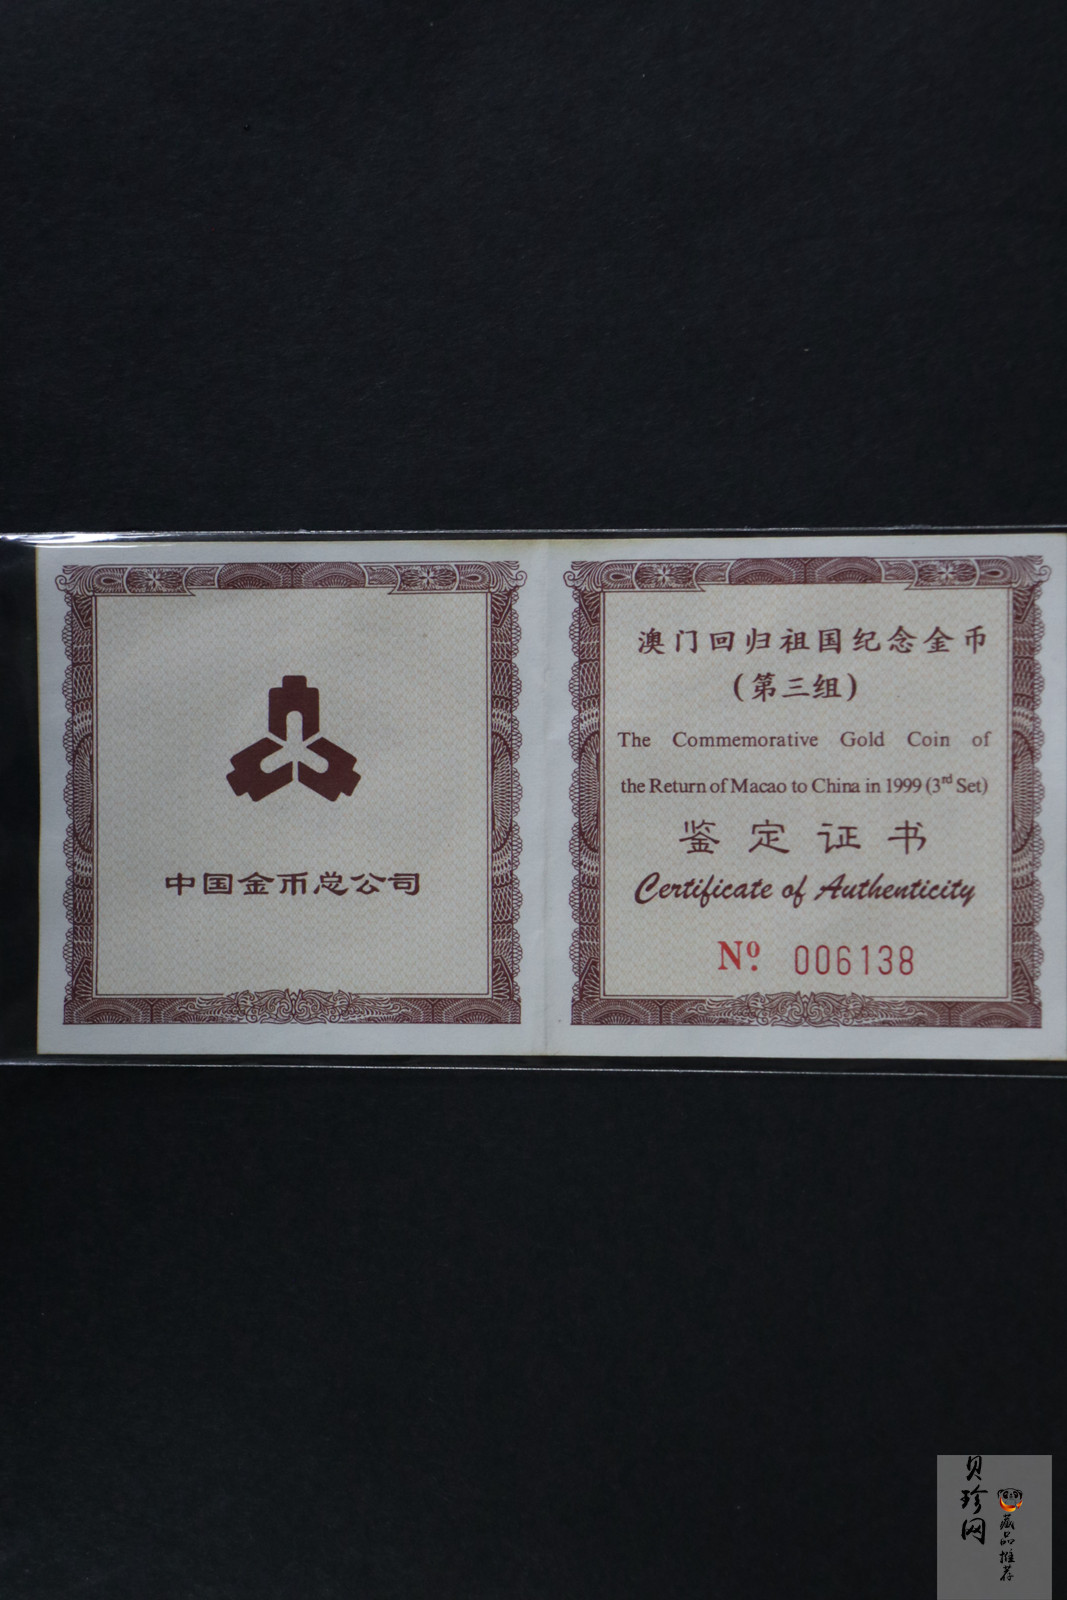 中国金币总公司
澳门回归祖国纪念金币
(第三组)
The Commemorative Gold Coin of
the Return of Macao to China in 1999 (3rd Set)
鉴定证书
Certificate of Authenticity
Nº. 006138
贝珍网
藏品推荐